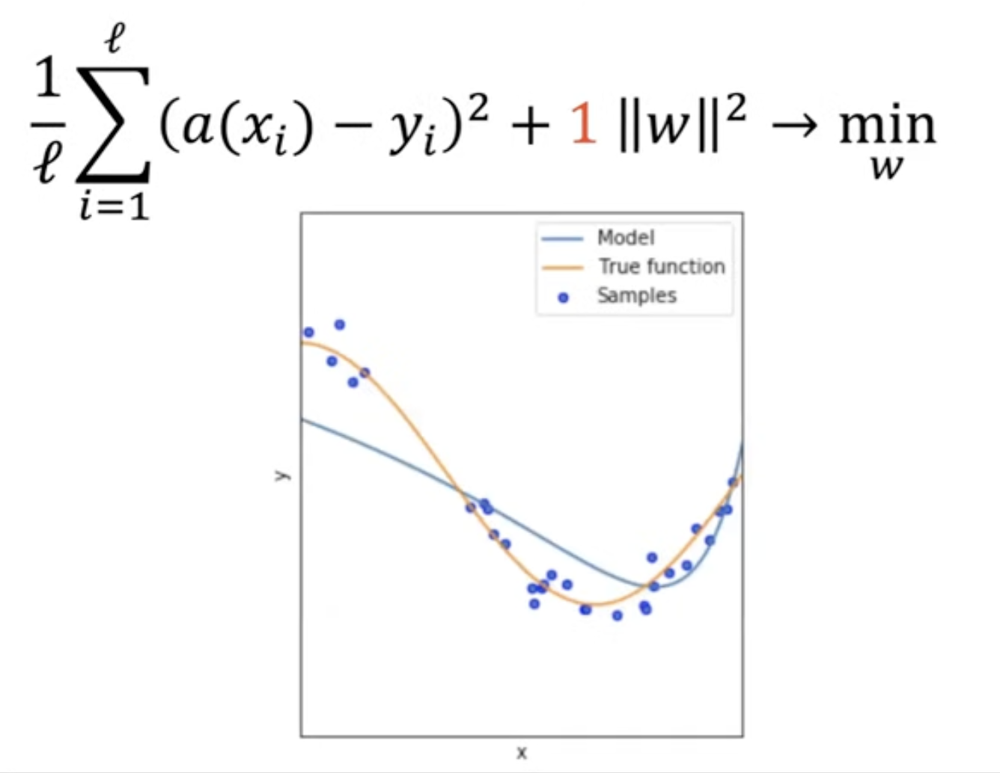 1/ℓ ∑_{i=1}^{ℓ} (a(x_i) − y_i)² + 1 ‖w‖² → min_w
Model
True function
Samples
y
x